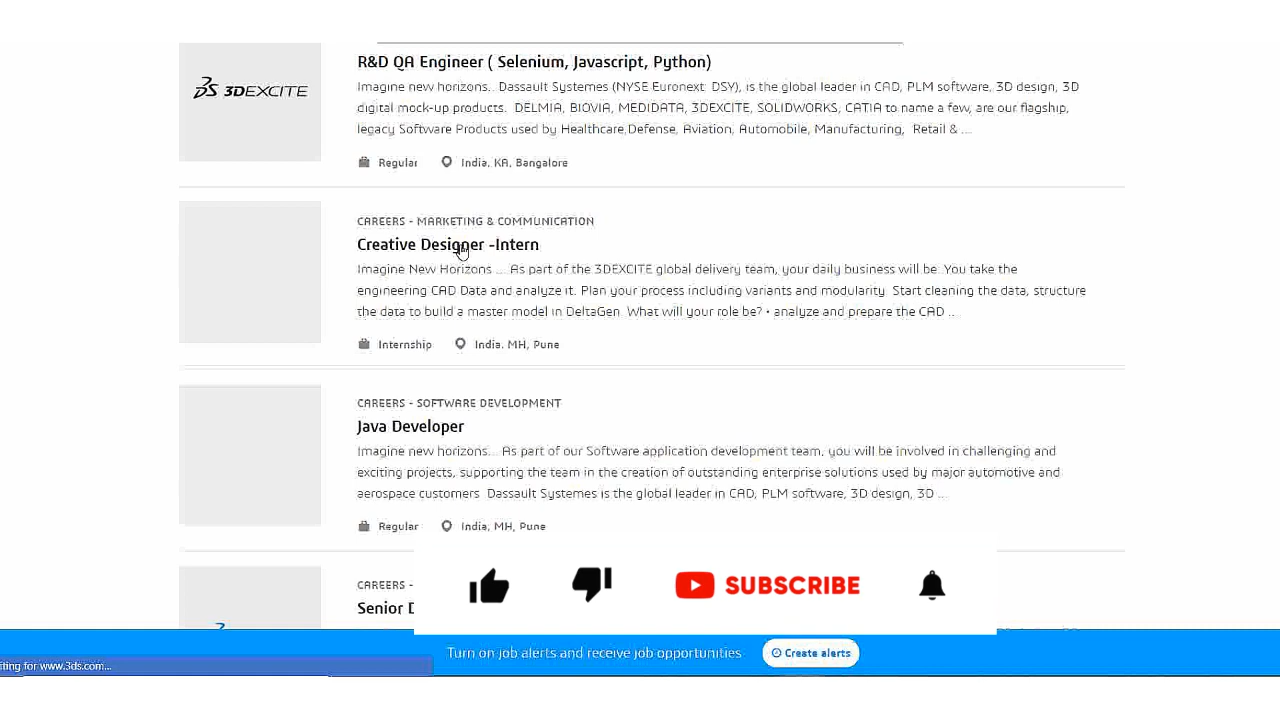 3DEXCITE
R&D QA Engineer ( Selenium, Javascript, Python)
Imagine new horizons. Dassault Systemes (NYSE Euronext: DSY), is the global leader in CAD, PLM software, 3D design, 3D
digital mock-up products. DELMIA, BIOVIA, MEDIDATA, 3DEXCITE, SOLIDWORKS, CATIA to name a few, are our flagship,
legacy Software Products used by Healthcare,Defense, Aviation, Automobile, Manufacturing, Retail & ...
Regular India, KA, Bangalore
CAREERS - MARKETING & COMMUNICATION
Creative Designer -Intern
Imagine New Horizons ... As part of the 3DEXCITE global delivery team, your daily business will be: You take the
engineering CAD Data and analyze it. Plan your process including variants and modularity. Start cleaning the data, structure
the data to build a master model in DeltaGen. What will your role be? • analyze and prepare the CAD ...
Internship India, MH, Pune
CAREERS - SOFTWARE DEVELOPMENT
Java Developer
Imagine new horizons... As part of our Software application development team, you will be involved in challenging and
exciting projects, supporting the team in the creation of outstanding enterprise solutions used by major automotive and
aerospace customers. Dassault Systemes is the global leader in CAD, PLM software, 3D design, 3D ...
Regular India, MH, Pune
CAREERS -
Senior D
SUBSCRIBE
Turn on job alerts and receive job opportunities Create alerts
iting for www.3ds.com...